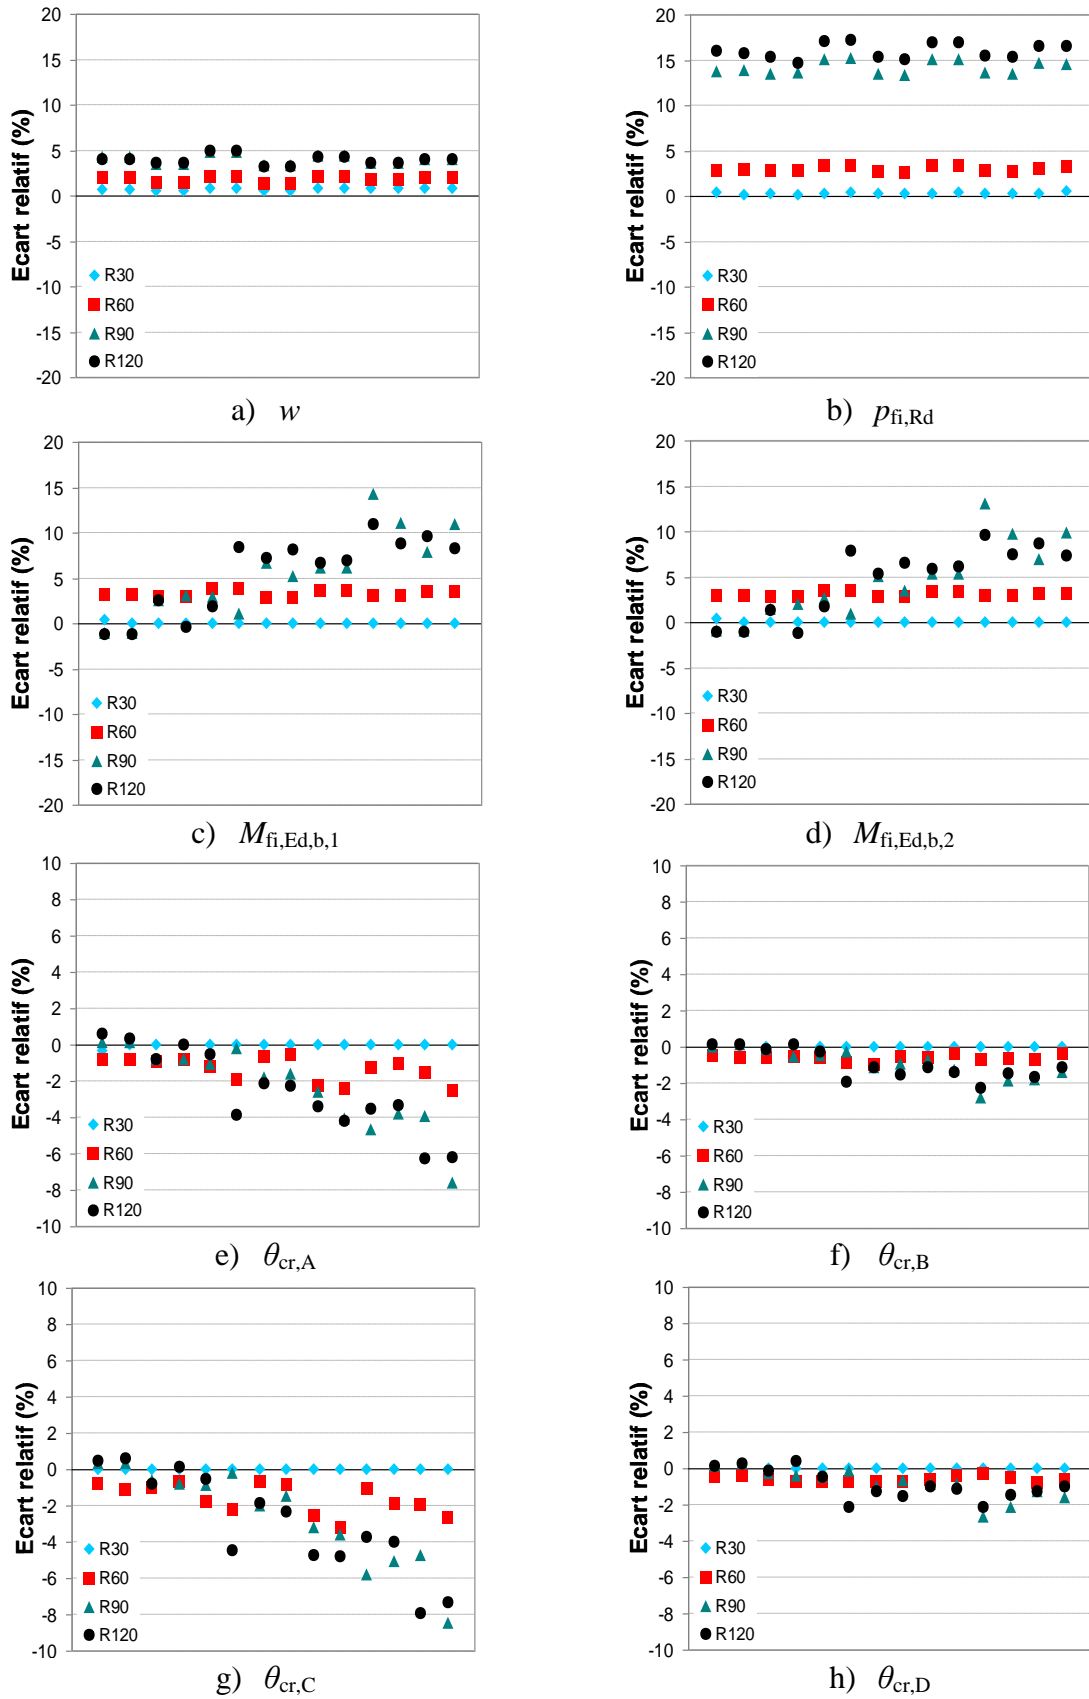 20
15
10
5
0
-5
-10
-15
-20
Ecart relatif (%)
R30
R60
R90
R120
a) w
20
15
10
5
0
-5
-10
-15
-20
Ecart relatif (%)
R30
R60
R90
R120
b) pfi,Rd
20
15
10
5
0
-5
-10
-15
-20
Ecart relatif (%)
R30
R60
R90
R120
c) Mfi,Ed,b,1
20
15
10
5
0
-5
-10
-15
-20
Ecart relatif (%)
R30
R60
R90
R120
d) Mfi,Ed,b,2
10
8
6
4
2
0
-2
-4
-6
-8
-10
Ecart relatif (%)
R30
R60
R90
R120
e) θcr,A
10
8
6
4
2
0
-2
-4
-6
-8
-10
Ecart relatif (%)
R30
R60
R90
R120
f) θcr,B
10
8
6
4
2
0
-2
-4
-6
-8
-10
Ecart relatif (%)
R30
R60
R90
R120
g) θcr,C
10
8
6
4
2
0
-2
-4
-6
-8
-10
Ecart relatif (%)
R30
R60
R90
R120
h) θcr,D